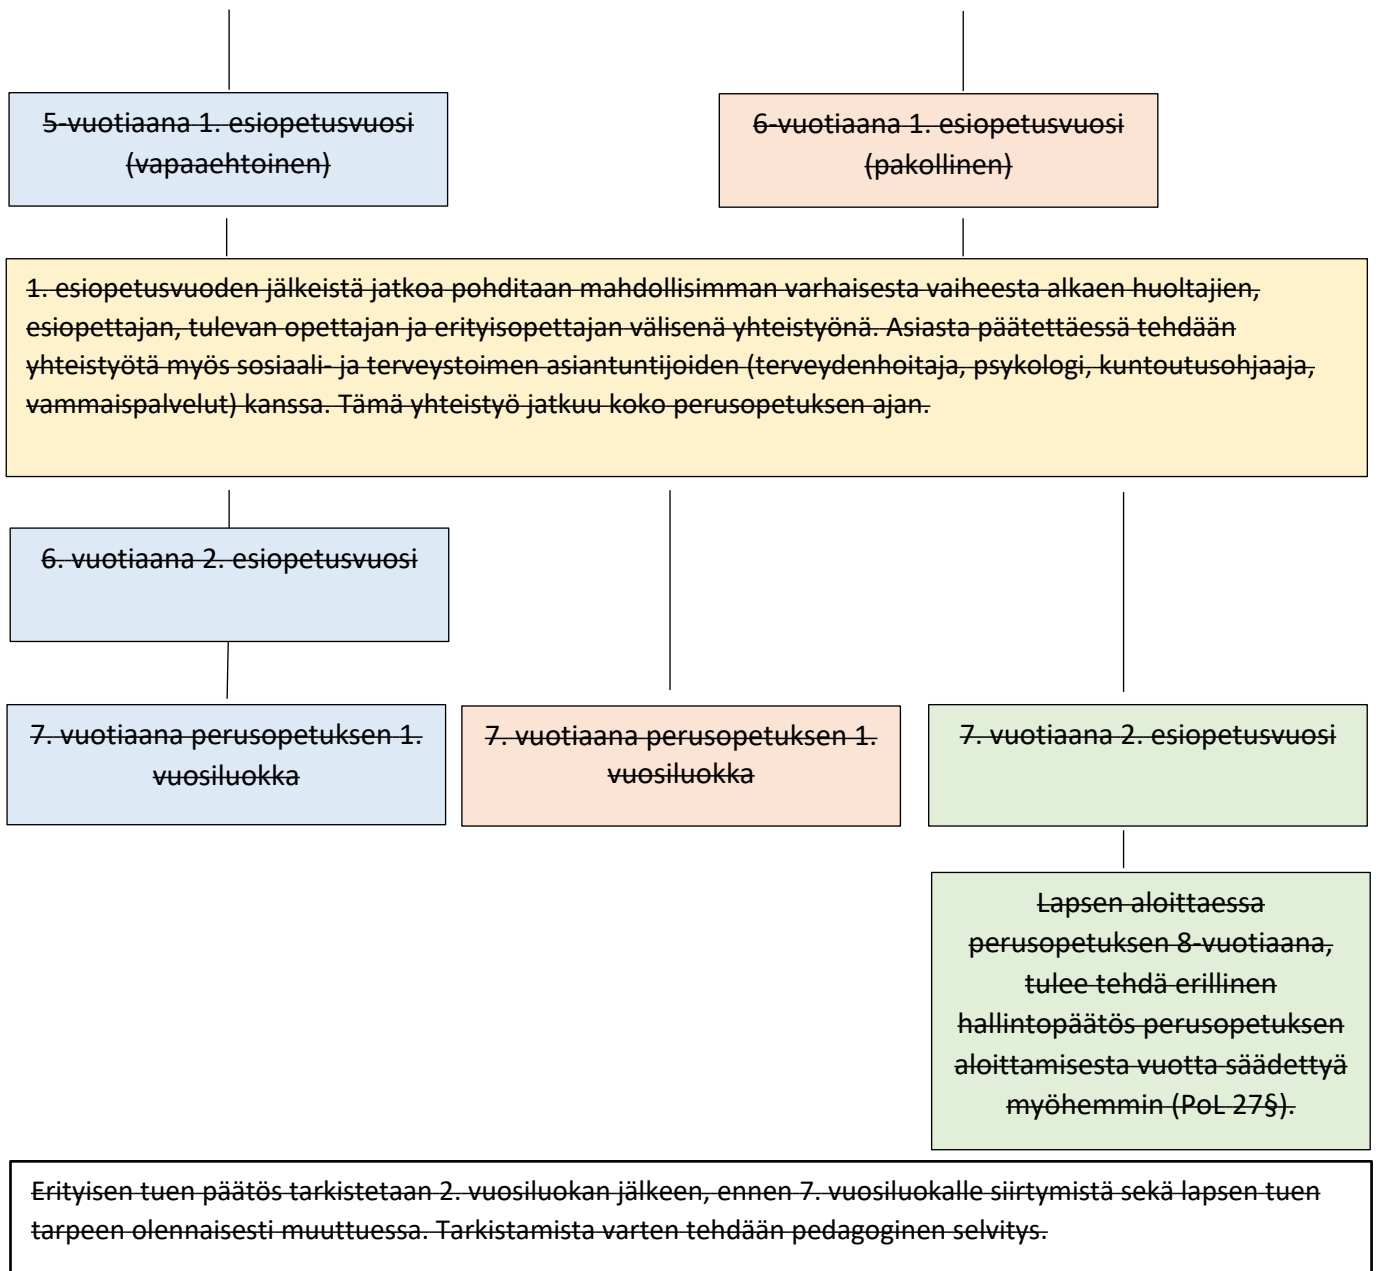 5-vuotiaana 1. esiopetusvuosi
(vapaaehtoinen)
6-vuotiaana 1. esiopetusvuosi
(pakollinen)
1. esiopetusvuoden jälkeistä jatkoa pohditaan mahdollisimman varhaisesta vaiheesta alkaen huoltajien,
esiopettajan, tulevan opettajan ja erityisopettajan välisenä yhteistyönä. Asiasta päätettäessä tehdään
yhteistyötä myös sosiaali- ja terveystoimen asiantuntijoiden (terveydenhoitaja, psykologi, kuntoutusohjaaja,
vammaispalvelut) kanssa. Tämä yhteistyö jatkuu koko perusopetuksen ajan.
6. vuotiaana 2. esiopetusvuosi
7. vuotiaana perusopetuksen 1.
vuosiluokka
7. vuotiaana perusopetuksen 1.
vuosiluokka
7. vuotiaana 2. esiopetusvuosi
Lapsen aloittaessa
perusopetuksen 8-vuotiaana,
tulee tehdä erillinen
hallintopäätös perusopetuksen
aloittamisesta vuotta säädettyä
myöhemmin (PoL 27§).
Erityisen tuen päätös tarkistetaan 2. vuosiluokan jälkeen, ennen 7. vuosiluokalle siirtymistä sekä lapsen tuen
tarpeen olennaisesti muuttuessa. Tarkistamista varten tehdään pedagoginen selvitys.